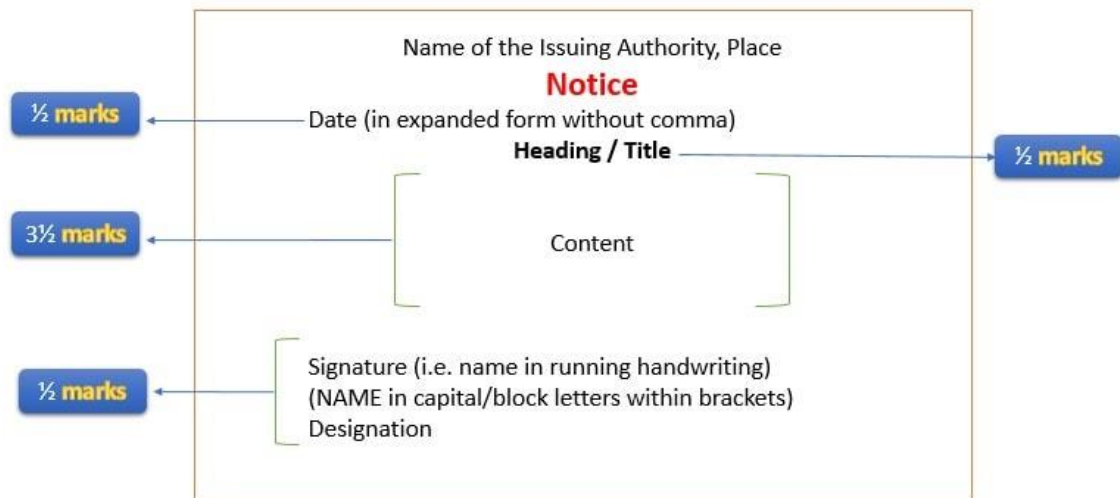 Name of the Issuing Authority, Place
Notice
½ marks
Date (in expanded form without comma)
Heading / Title
½ marks
3½ marks
Content
½ marks
Signature (i.e. name in running handwriting)
(NAME in capital/block letters within brackets)
Designation